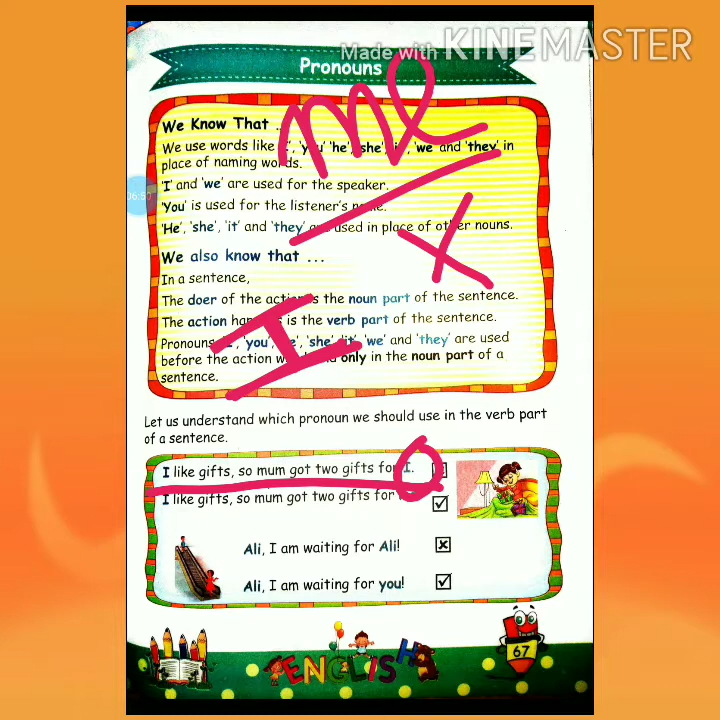 Made with KINEMASTER
Pronouns
me
We Know That ...
We use words like 'you' 'he', 'she', 'we' and 'they' in
place of naming words.
'I' and 'we' are used for the speaker.
06:50
'You' is used for the listener's
'He', 'she', 'it' and 'they' used in place of other nouns.
X
We also know that ...
In a sentence,
The doer of the action is the noun part of the sentence.
The action is the verb part of the sentence.
I
Pronouns 'you', 'she', 'it', 'we' and 'they' are used
before the action only in the noun part of a
sentence.
Let us understand which pronoun we should use in the verb part
of a sentence.
I like gifts, so mum got two gifts for I.
I like gifts, so mum got two gifts for
Ali, I am waiting for Ali!
Ali, I am waiting for you!
ENGLISH
67